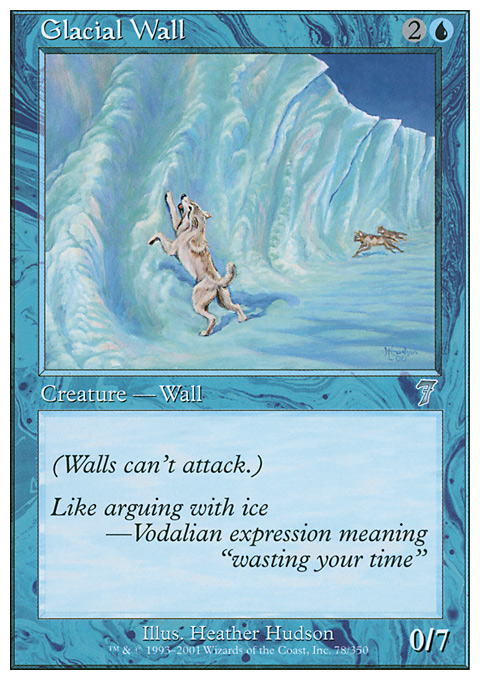 Glacial Wall 2
Creature — Wall 7
(Walls can't attack.)
Like arguing with ice
—Vodalian expression meaning
"wasting your time"
Illus. Heather Hudson
™ & © 1993-2001 Wizards of the Coast, Inc. 78/350
0/7